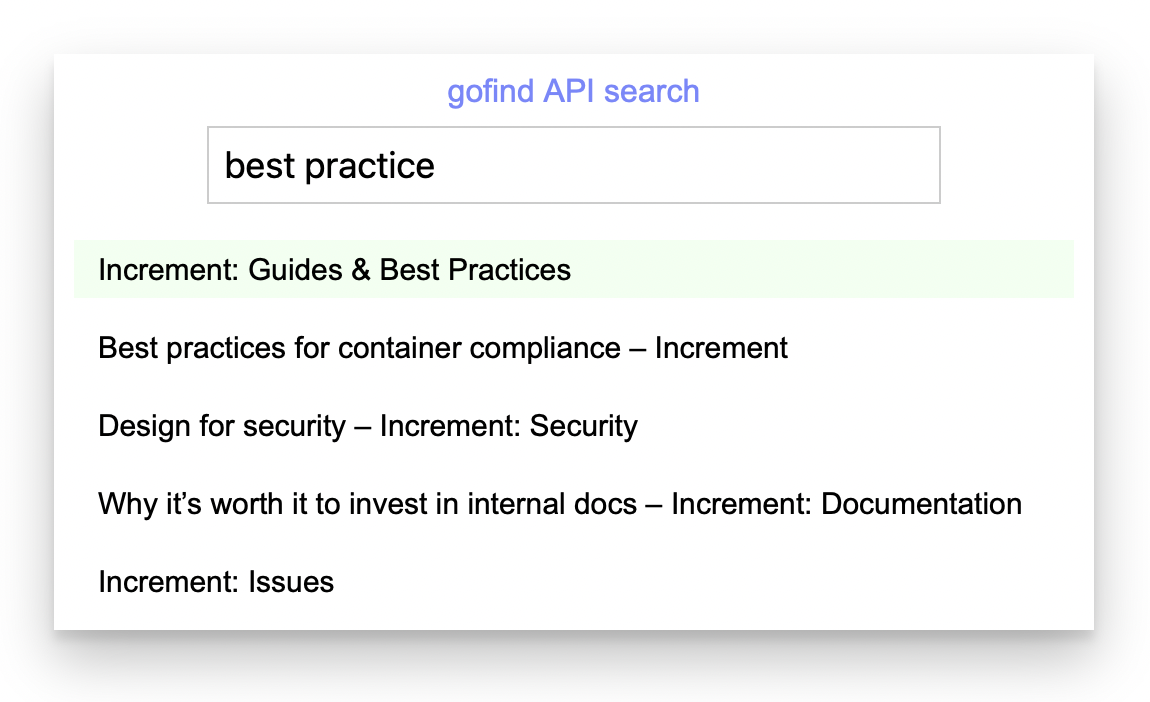 gofind API search
best practice
Increment: Guides & Best Practices
Best practices for container compliance – Increment
Design for security – Increment: Security
Why it’s worth it to invest in internal docs – Increment: Documentation
Increment: Issues